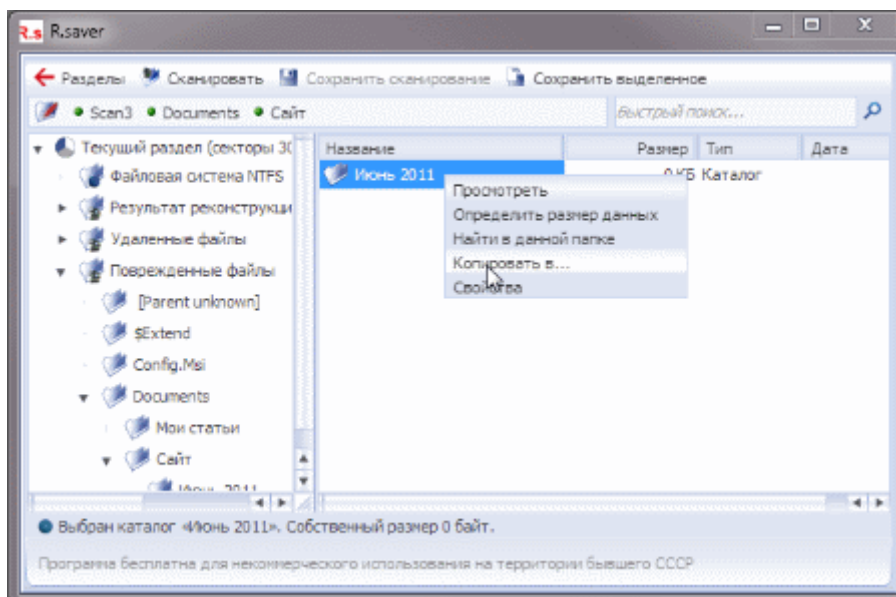 R.s R.saver
Разделы Сканировать Сохранить сканирование Сохранить выделенное
Scan3 Documents Сайт Быстрый поиск...
Текущий раздел (секторы 30
Файловая система NTFS
Результат реконструкци
Удаленные файлы
Поврежденные файлы
[Parent unknown]
$Extend
Config.Msi
Documents
Мои статьи
Сайт
Июнь 2011
Название Размер Тип Дата
Июнь 2011 0 КБ Каталог
Просмотреть
Определить размер данных
Найти в данной папке
Копировать в...
Свойства
Выбран каталог «Июнь 2011». Собственный размер 0 байт.
Программа бесплатна для некоммерческого использования на территории бывшего СССР